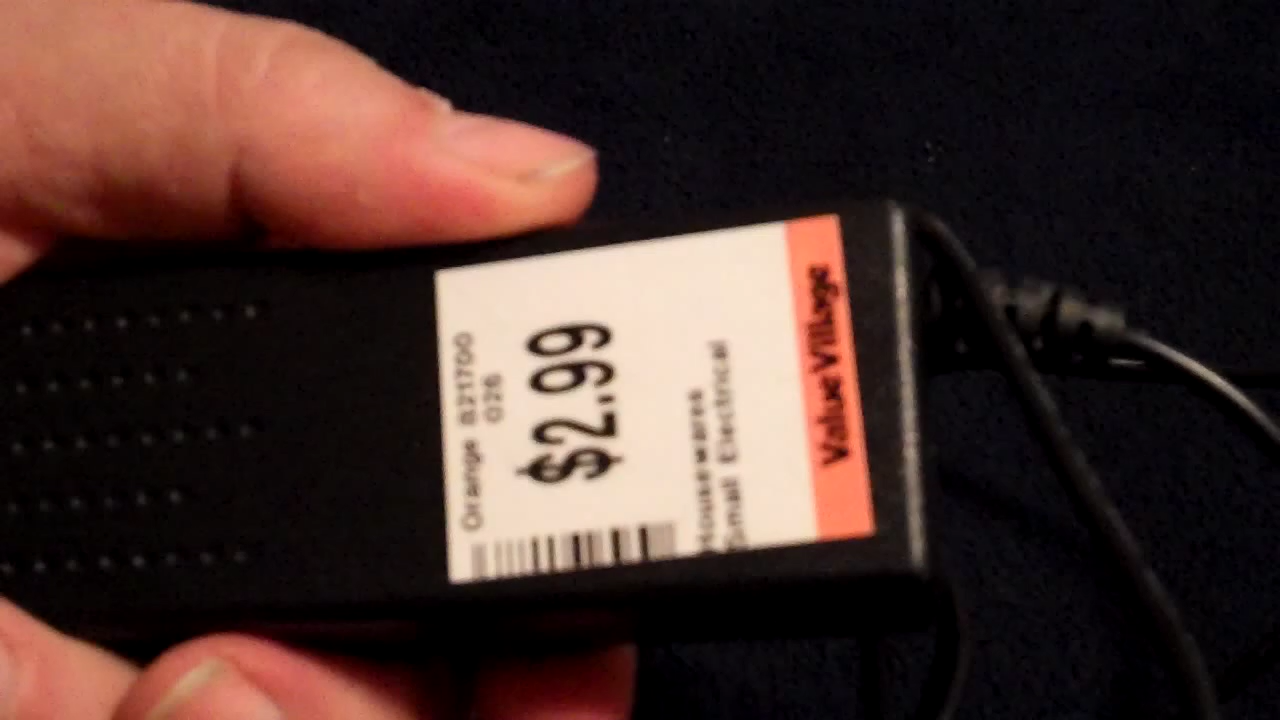 Orange 821700
026
$2.99
Housewares
Small Electrical
ValueVillage